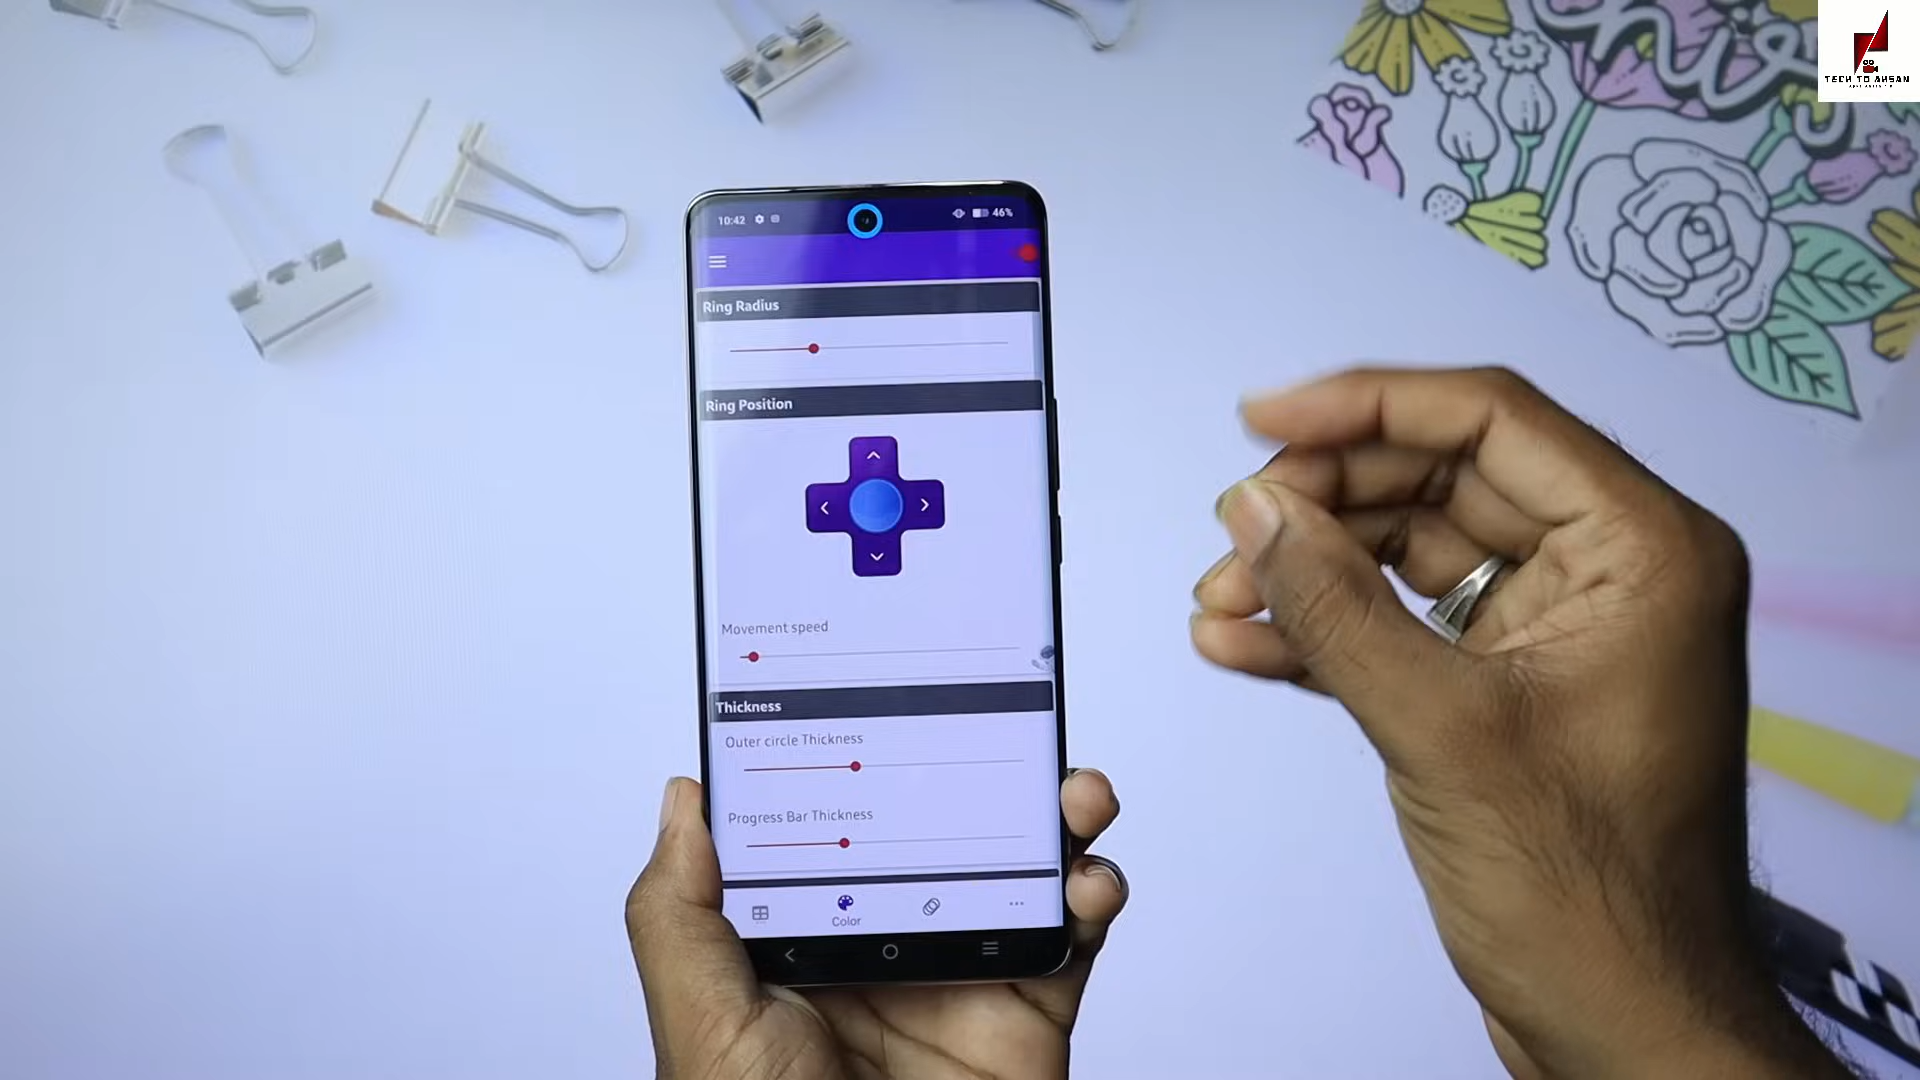 TECH TO AHSAN
10:42
46%
Ring Radius
Ring Position
Movement speed
Thickness
Outer circle Thickness
Progress Bar Thickness
Color